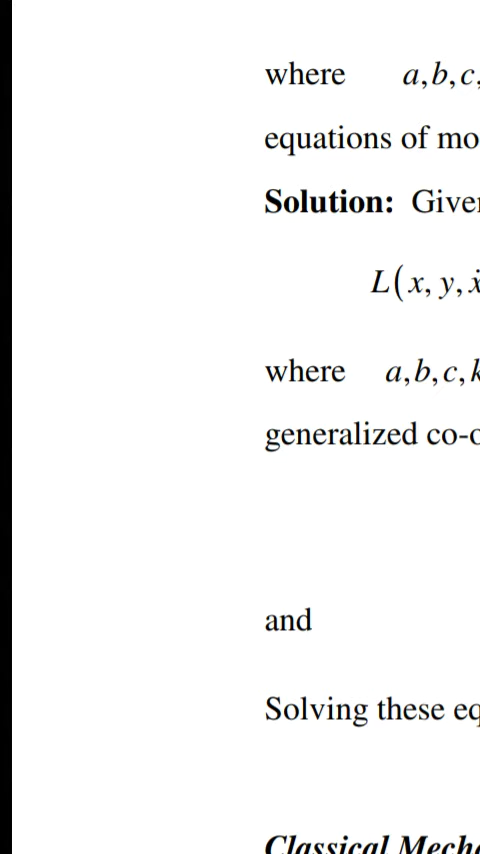 where a,b,c,
equations of mo
Solution: Give
L(x, y, ẋ
where a,b,c,k
generalized co-o
and
Solving these eq
Classical Mech